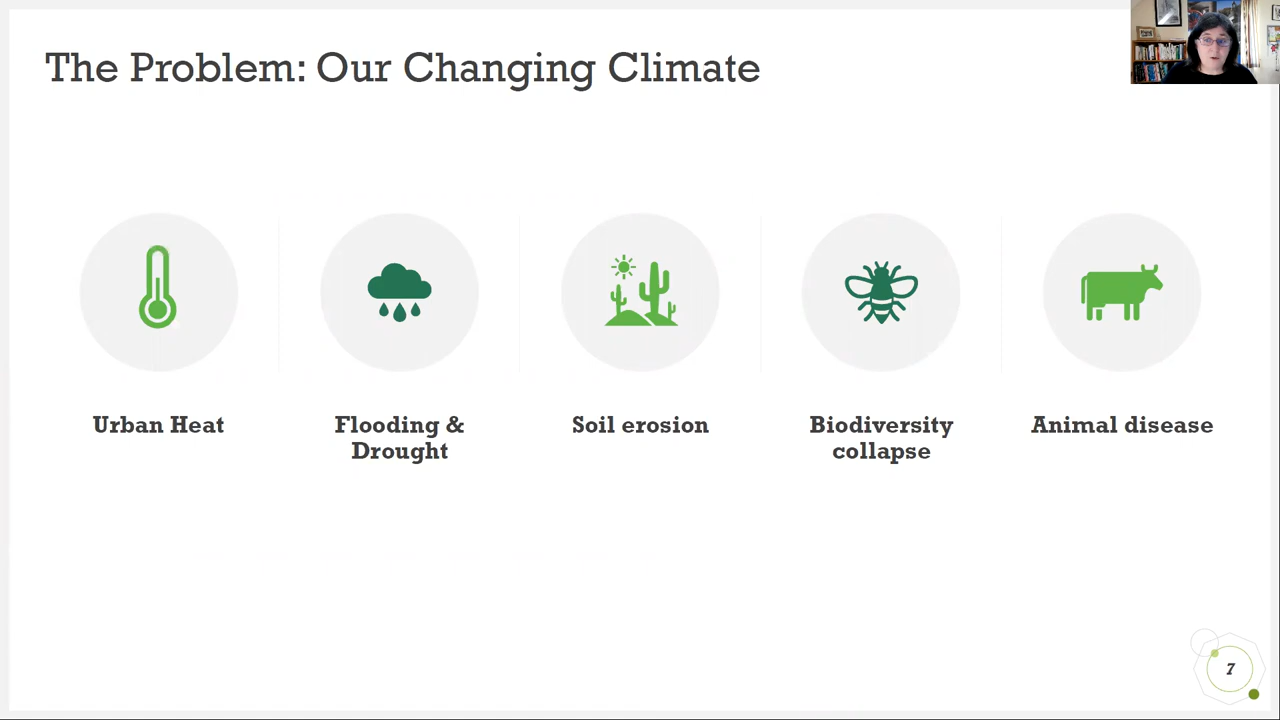 The Problem: Our Changing Climate
Urban Heat
Flooding &
Drought
Soil erosion
Biodiversity
collapse
Animal disease
7